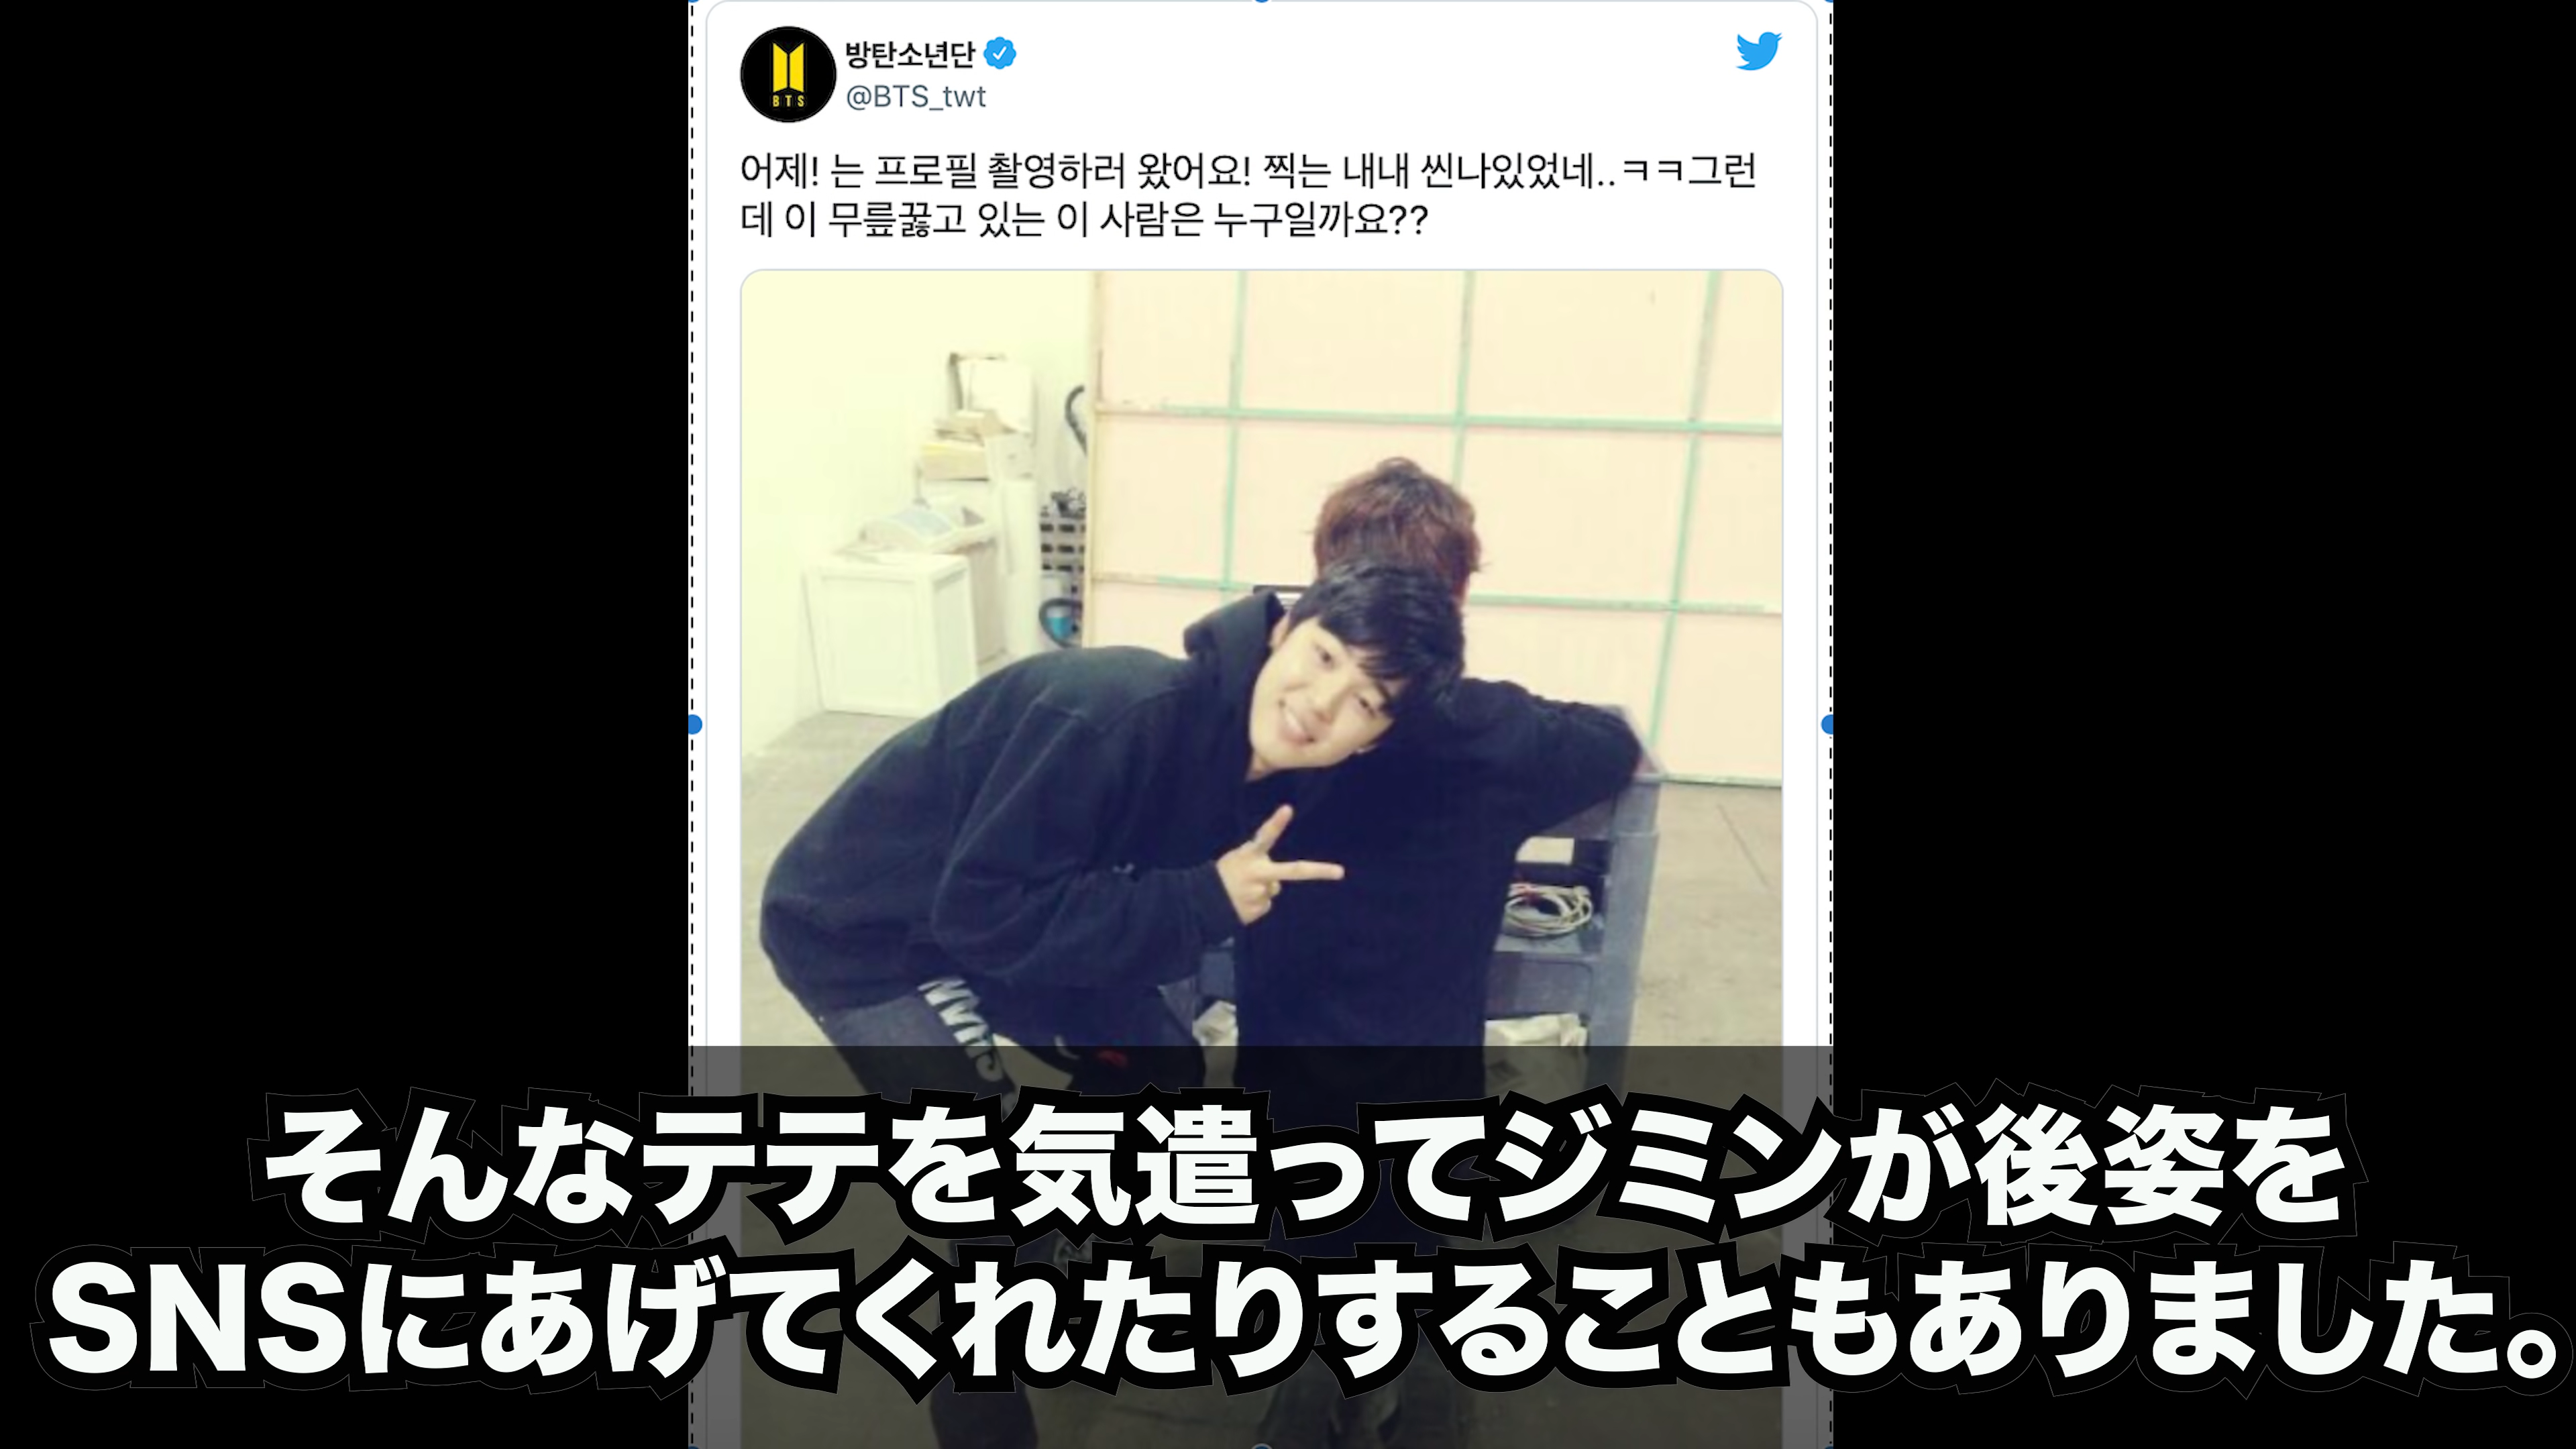 방탄소년단
@BTS_twt
BTS
어제! 는 프로필 촬영하러 왔어요! 찍는 내내 씬나있었네..ㅋㅋ그런
데 이 무릎꿇고 있는 이 사람은 누구일까요??
そんなテテを気遣ってジミンが後姿を
SNSにあげてくれたりすることもありました。